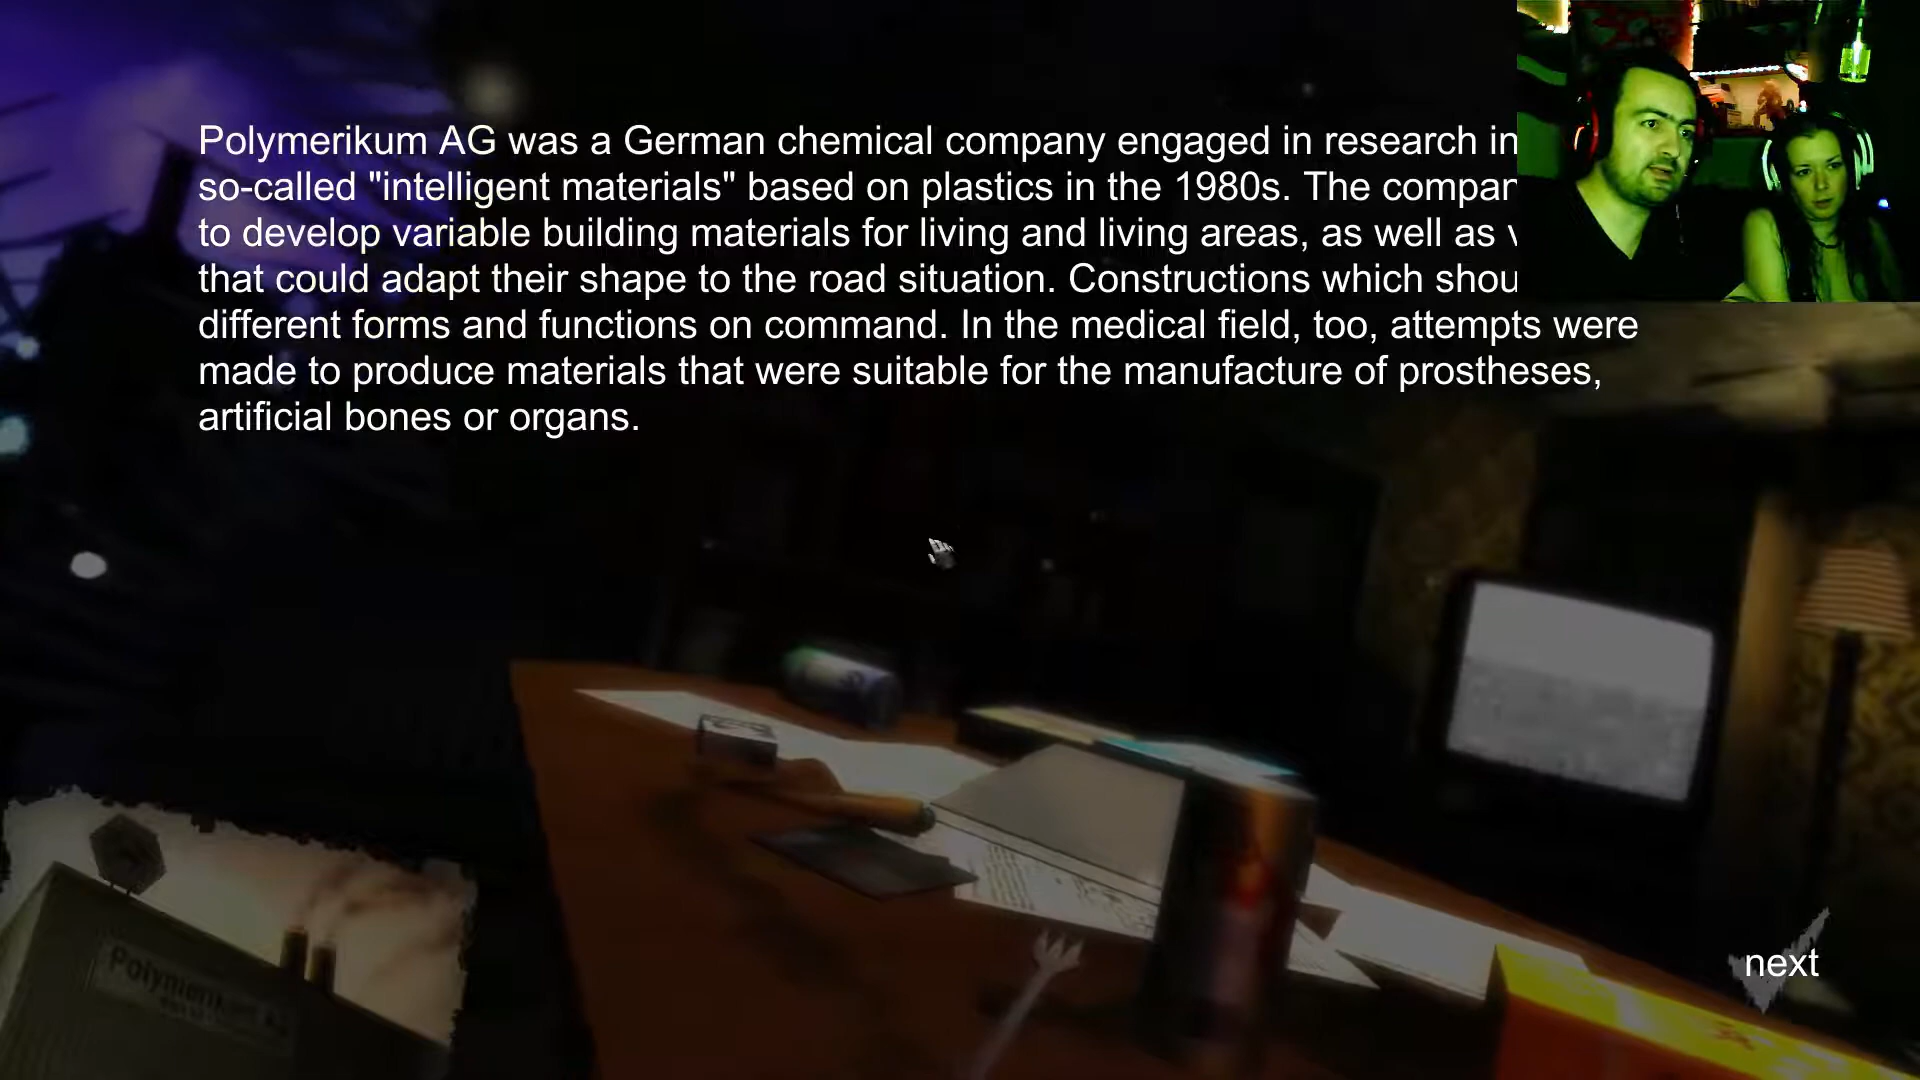 Polymerikum AG was a German chemical company engaged in research in
so-called "intelligent materials" based on plastics in the 1980s. The
to develop variable building materials for living and living areas, as well as
that could adapt their shape to the road situation. Constructions which
different forms and functions on command. In the medical field, too, attempts were
made to produce materials that were suitable for the manufacture of prostheses,
artificial bones or organs.
Polymerikum
next